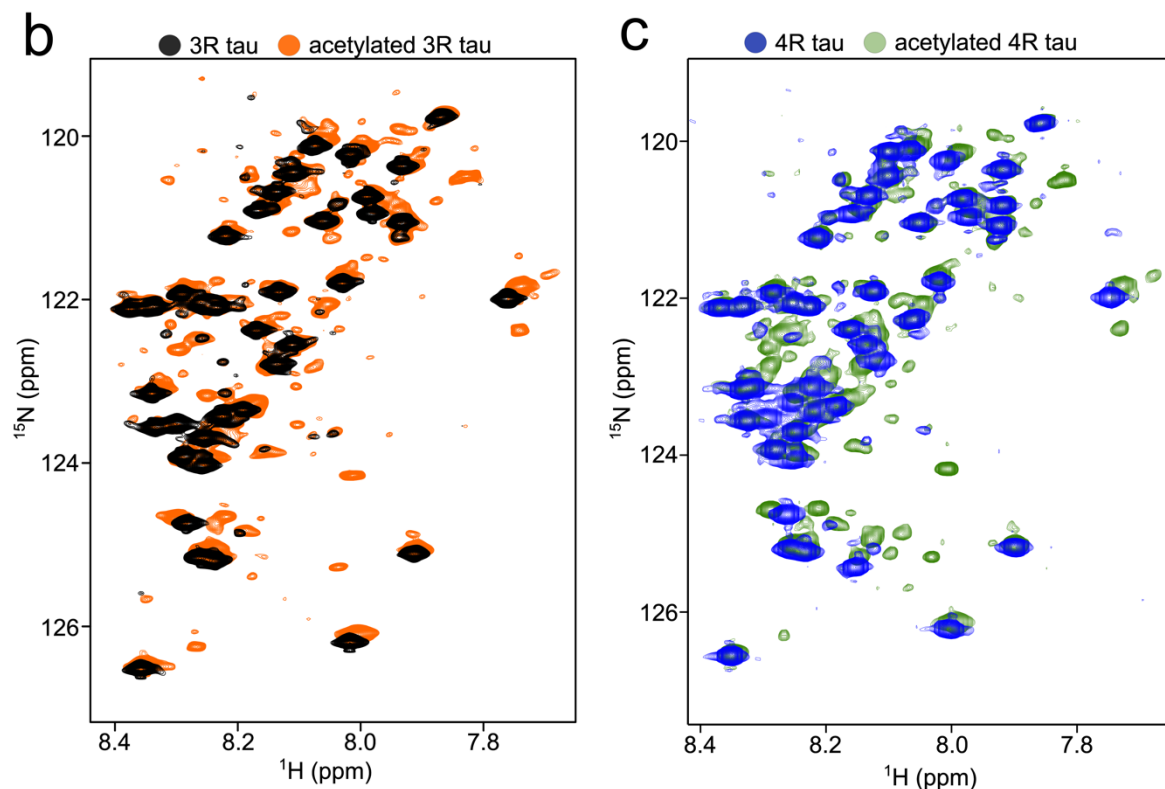 b
3R tau acetylated 3R tau
120
122
124
126
15N (ppm)
8.4 8.2 8.0 7.8
1H (ppm)
c
4R tau acetylated 4R tau
120
122
124
126
15N (ppm)
8.4 8.2 8.0 7.8
1H (ppm)